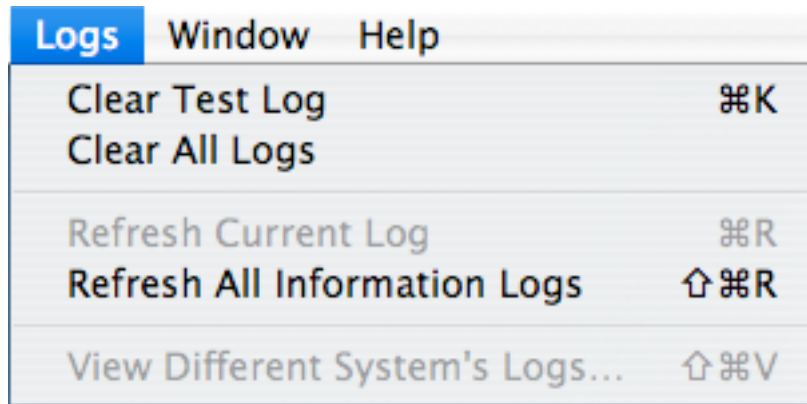 Logs Window Help
Clear Test Log ⌘K
Clear All Logs
Refresh Current Log ⌘R
Refresh All Information Logs ⇧⌘R
View Different System's Logs... ⇧⌘V